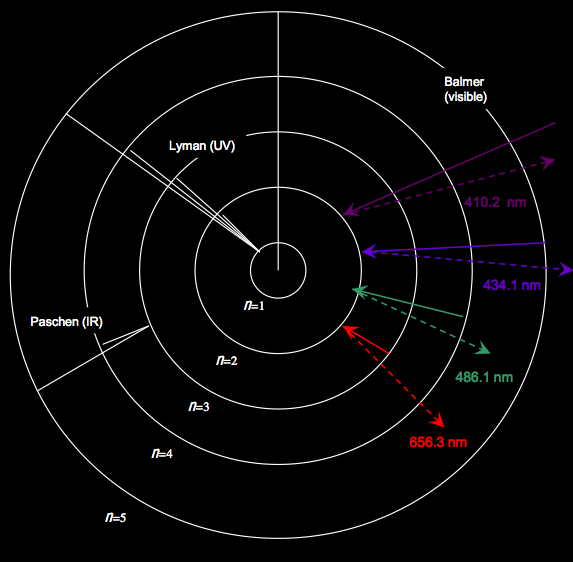 Balmer
(visible)
Lyman (UV)
410.2 nm
434.1 nm
n=1
Paschen (IR)
n=2
486.1 nm
n=3
656.3 nm
n=4
n=5